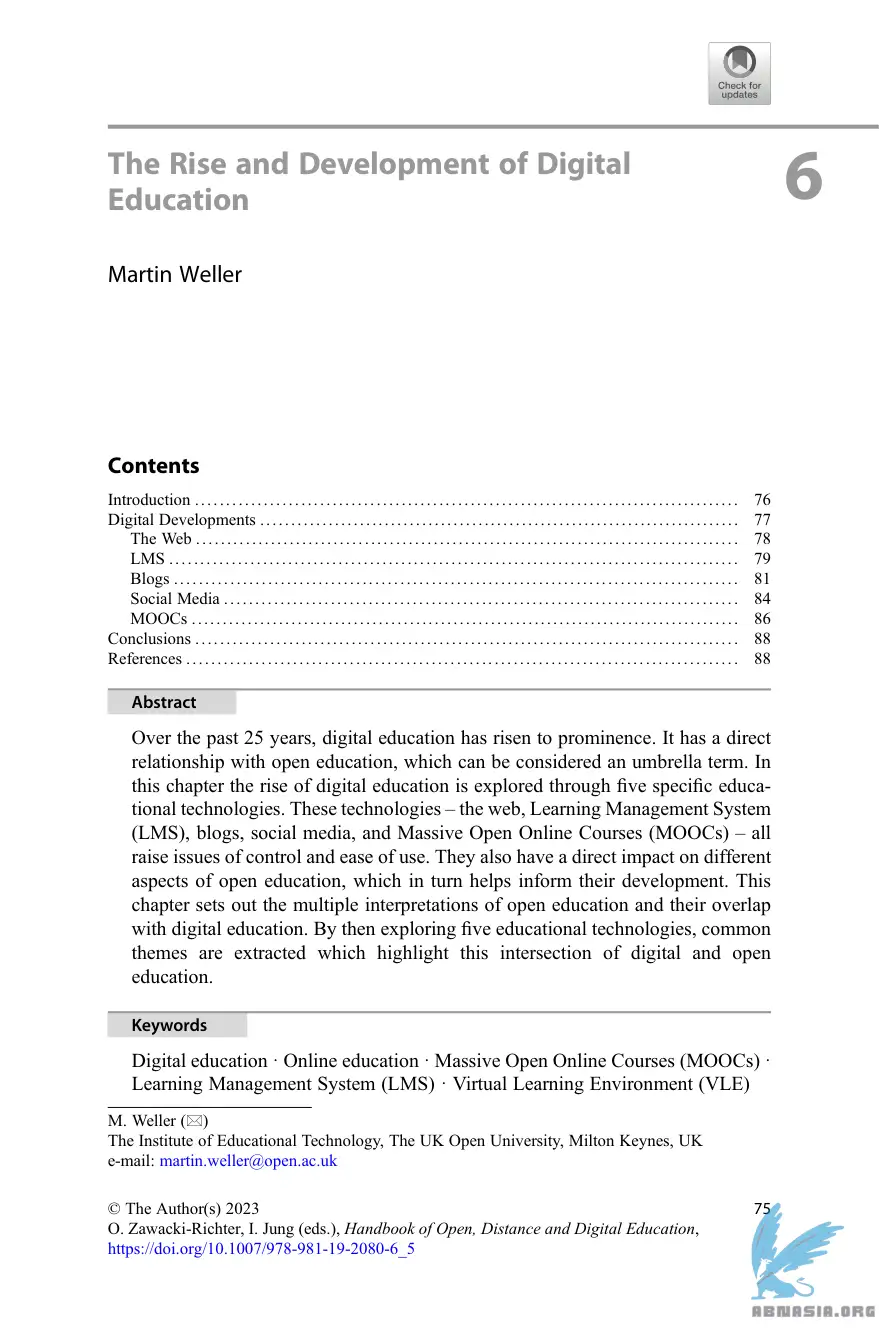 Check for
updates
The Rise and Development of Digital
Education
6
Martin Weller
Contents
Introduction . . . . . . . . . . . . . . . . . . . . . . . . . . . . . . . . . . . . . . . . 76
Digital Developments . . . . . . . . . . . . . . . . . . . . . . . . . . . . . . . . . . . . . . . . 77
The Web . . . . . . . . . . . . . . . . . . . . . . . . . . . . . . . . . . . . . . . . 78
LMS . . . . . . . . . . . . . . . . . . . . . . . . . . . . . . . . . . . . . . . . 79
Blogs . . . . . . . . . . . . . . . . . . . . . . . . . . . . . . . . . . . . . . . . 81
Social Media . . . . . . . . . . . . . . . . . . . . . . . . . . . . . . . . . . . . . . . . 84
MOOCs . . . . . . . . . . . . . . . . . . . . . . . . . . . . . . . . . . . . . . . . 86
Conclusions . . . . . . . . . . . . . . . . . . . . . . . . . . . . . . . . . . . . . . . . 88
References . . . . . . . . . . . . . . . . . . . . . . . . . . . . . . . . . . . . . . . . 88
Abstract
Over the past 25 years, digital education has risen to prominence. It has a direct
relationship with open education, which can be considered an umbrella term. In
this chapter the rise of digital education is explored through five specific educa-
tional technologies. These technologies – the web, Learning Management System
(LMS), blogs, social media, and Massive Open Online Courses (MOOCs) – all
raise issues of control and ease of use. They also have a direct impact on different
aspects of open education, which in turn helps inform their development. This
chapter sets out the multiple interpretations of open education and their overlap
with digital education. By then exploring five educational technologies, common
themes are extracted which highlight this intersection of digital and open
education.
Keywords
Digital education · Online education · Massive Open Online Courses (MOOCs) ·
Learning Management System (LMS) · Virtual Learning Environment (VLE)
M. Weller (✉)
The Institute of Educational Technology, The UK Open University, Milton Keynes, UK
e-mail: martin.weller@open.ac.uk
© The Author(s) 2023
75
O. Zawacki-Richter, I. Jung (eds.), Handbook of Open, Distance and Digital Education,
https://doi.org/10.1007/978-981-19-2080-6_5
ABNASIA.ORG